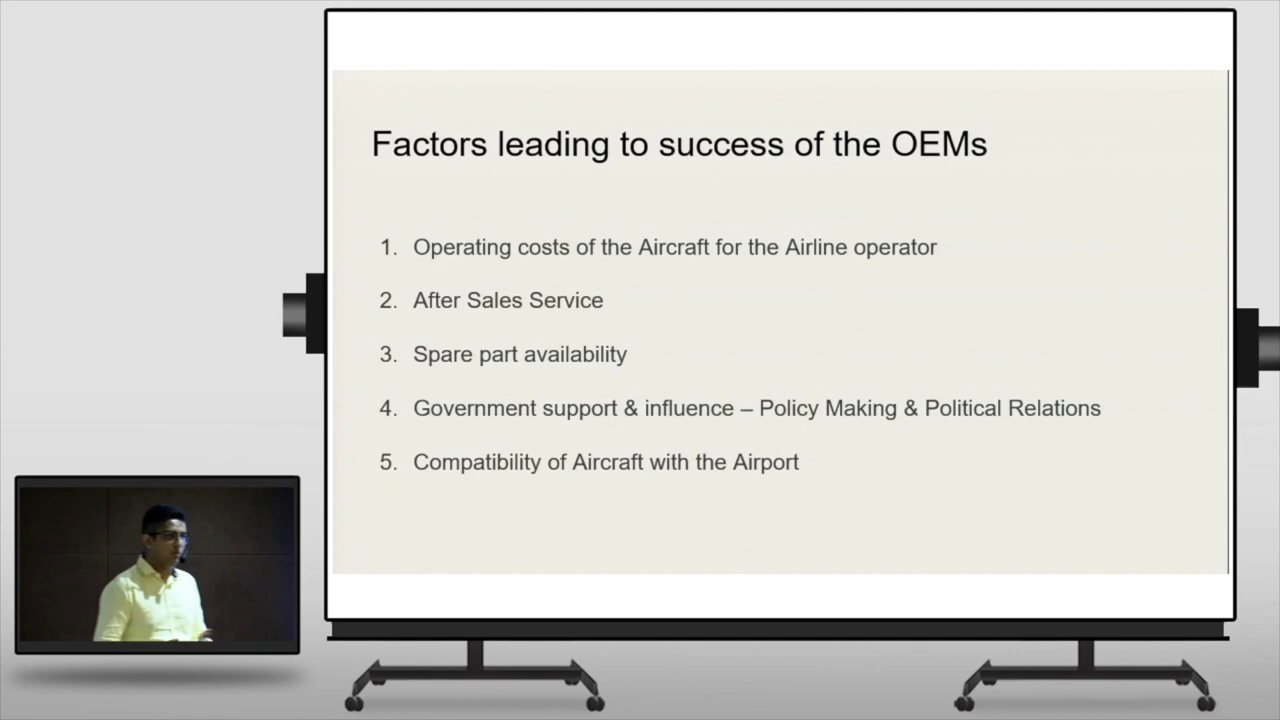 Factors leading to success of the OEMs
1. Operating costs of the Aircraft for the Airline operator
2. After Sales Service
3. Spare part availability
4. Government support & influence – Policy Making & Political Relations
5. Compatibility of Aircraft with the Airport